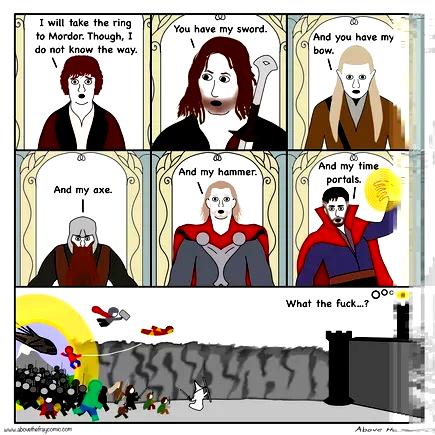 I will take the ring
to Mordor. Though, I
do not know the way.
You have my sword.
And you have my
bow.
And my axe.
And my hammer.
And my time
portals.
What the fuck...?
www.abovethefraycomic.com
Above